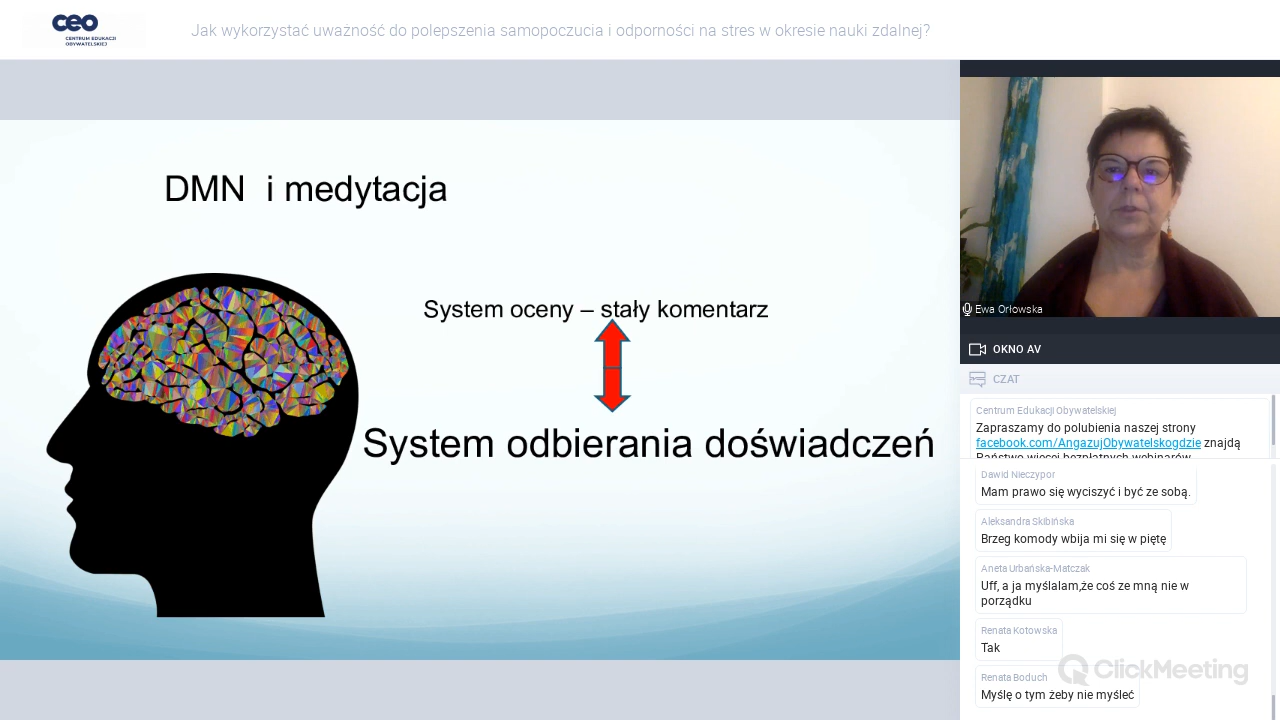 ceo
CENTRUM EDUKACJI
OBYWATELSKIEJ
Jak wykorzystać uważność do polepszenia samopoczucia i odporności na stres w okresie nauki zdalnej?
DMN i medytacja
System oceny – stały komentarz
System odbierania doświadczeń
Ewa Orłowska
OKNO AV
CZAT
Centrum Edukacji Obywatelskiej
Zapraszamy do polubienia naszej strony
facebook.com/AngazujObywatelskogdzie znajdą
Państwo więcej bezpłatnych webinarów
Dawid Nieczypor
Mam prawo się wyciszyć i być ze sobą.
Aleksandra Skibińska
Brzeg komody wbija mi się w piętę
Aneta Urbańska-Matczak
Uff, a ja myślalam,że coś ze mną nie w
porządku
Renata Kotowska
Tak
Renata Boduch
Myślę o tym żeby nie myśleć
ClickMeeting